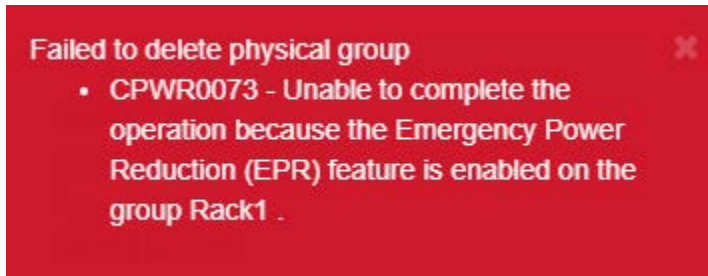 Failed to delete physical group
• CPWR0073 - Unable to complete the
operation because the Emergency Power
Reduction (EPR) feature is enabled on the
group Rack1 .